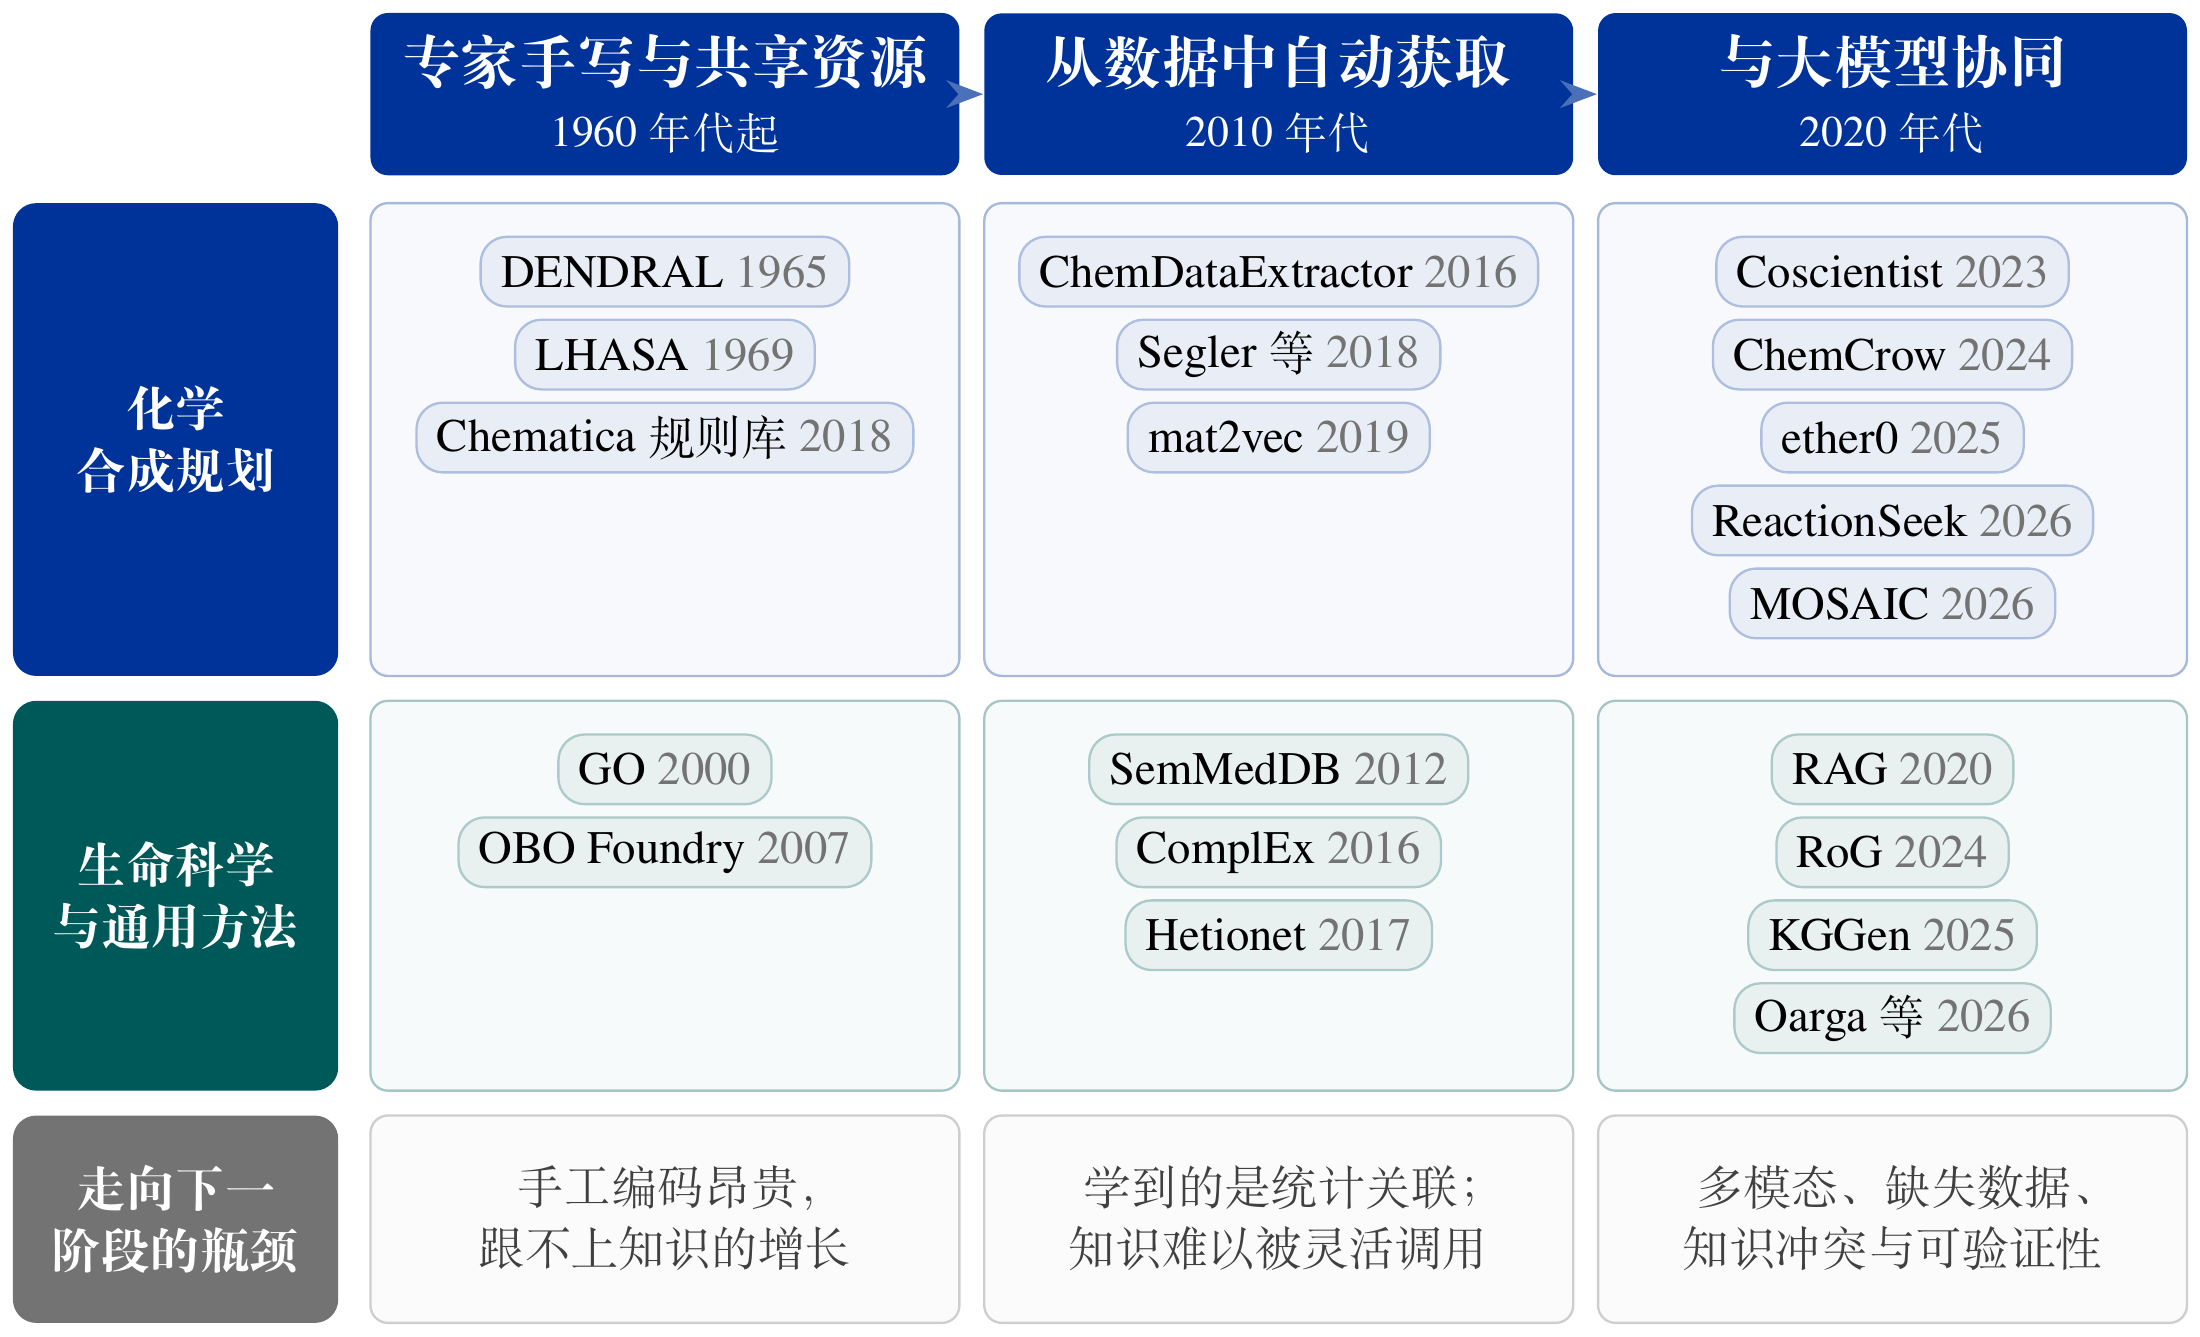 专家手写与共享资源
1960 年代起
从数据中自动获取
2010 年代
与大模型协同
2020 年代
化学
合成规划
DENDRAL 1965
LHASA 1969
Chematica 规则库 2018
ChemDataExtractor 2016
Segler 等 2018
mat2vec 2019
Coscientist 2023
ChemCrow 2024
ether0 2025
ReactionSeek 2026
MOSAIC 2026
生命科学
与通用方法
GO 2000
OBO Foundry 2007
SemMedDB 2012
ComplEx 2016
Hetionet 2017
RAG 2020
RoG 2024
KGGen 2025
Oarga 等 2026
走向下一
阶段的瓶颈
手工编码昂贵，
跟不上知识的增长
学到的是统计关联；
知识难以被灵活调用
多模态、缺失数据、
知识冲突与可验证性